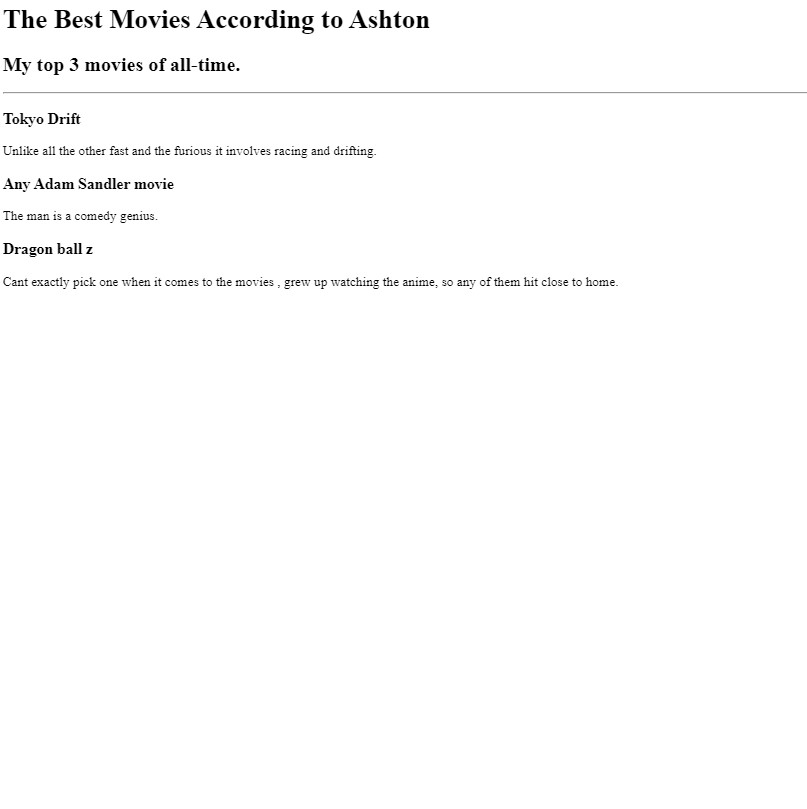 The Best Movies According to Ashton
My top 3 movies of all-time.
Tokyo Drift
Unlike all the other fast and the furious it involves racing and drifting.
Any Adam Sandler movie
The man is a comedy genius.
Dragon ball z
Cant exactly pick one when it comes to the movies , grew up watching the anime, so any of them hit close to home.